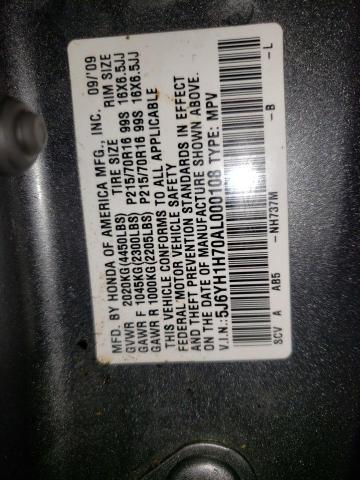 MFD. BY HONDA OF AMERICA MFG., INC. 09/'09
TIRE SIZE RIM SIZE
GVWR 2020KG(4450LBS)
GAWR F 1045KG(2300LBS) P215/70R16 99S 16X6.5JJ
GAWR R 1000KG(2205LBS) P215/70R16 99S 16X6.5JJ
THIS VEHICLE CONFORMS TO ALL APPLICABLE
FEDERAL MOTOR VEHICLE SAFETY
AND THEFT PREVENTION STANDARDS IN EFFECT
ON THE DATE OF MANUFACTURE SHOWN ABOVE.
V.I.N.:5J6YH1H70AL000108 TYPE: MPV
SCV A AB5 -NH737M -B -L